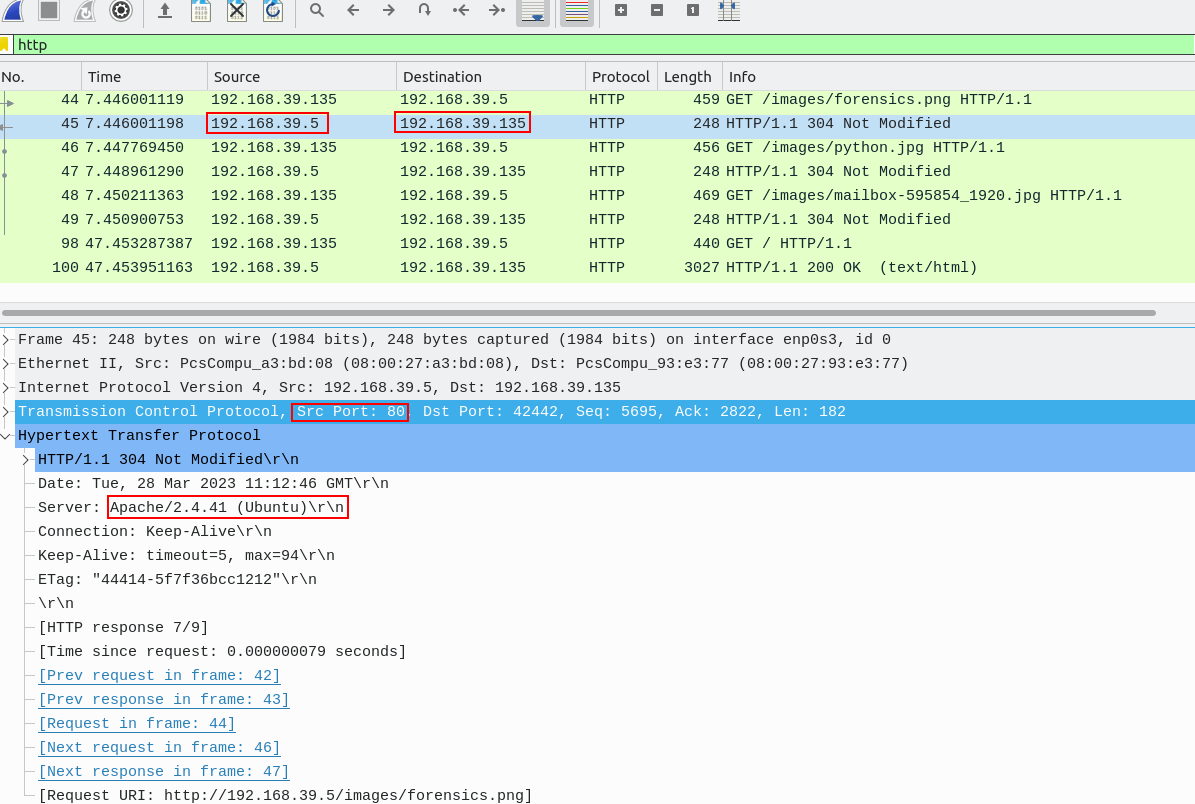 http
No. Time Source Destination Protocol Length Info
44 7.446001119 192.168.39.135 192.168.39.5 HTTP 459 GET /images/forensics.png HTTP/1.1
45 7.446001198 192.168.39.5 192.168.39.135 HTTP 248 HTTP/1.1 304 Not Modified
46 7.447769450 192.168.39.135 192.168.39.5 HTTP 456 GET /images/python.jpg HTTP/1.1
47 7.448961290 192.168.39.5 192.168.39.135 HTTP 248 HTTP/1.1 304 Not Modified
48 7.450211363 192.168.39.135 192.168.39.5 HTTP 469 GET /images/mailbox-595854_1920.jpg HTTP/1.1
49 7.450900753 192.168.39.5 192.168.39.135 HTTP 248 HTTP/1.1 304 Not Modified
98 47.453287387 192.168.39.135 192.168.39.5 HTTP 440 GET / HTTP/1.1
100 47.453951163 192.168.39.5 192.168.39.135 HTTP 3027 HTTP/1.1 200 OK (text/html)
Frame 45: 248 bytes on wire (1984 bits), 248 bytes captured (1984 bits) on interface enp0s3, id 0
Ethernet II, Src: PcsCompu_a3:bd:08 (08:00:27:a3:bd:08), Dst: PcsCompu_93:e3:77 (08:00:27:93:e3:77)
Internet Protocol Version 4, Src: 192.168.39.5, Dst: 192.168.39.135
Transmission Control Protocol, Src Port: 80, Dst Port: 42442, Seq: 5695, Ack: 2822, Len: 182
Hypertext Transfer Protocol
HTTP/1.1 304 Not Modified\r\n
Date: Tue, 28 Mar 2023 11:12:46 GMT\r\n
Server: Apache/2.4.41 (Ubuntu)\r\n
Connection: Keep-Alive\r\n
Keep-Alive: timeout=5, max=94\r\n
ETag: "44414-5f7f36bcc1212"\r\n
\r\n
[HTTP response 7/9]
[Time since request: 0.000000079 seconds]
[Prev request in frame: 42]
[Prev response in frame: 43]
[Request in frame: 44]
[Next request in frame: 46]
[Next response in frame: 47]
[Request URI: http://192.168.39.5/images/forensics.png]